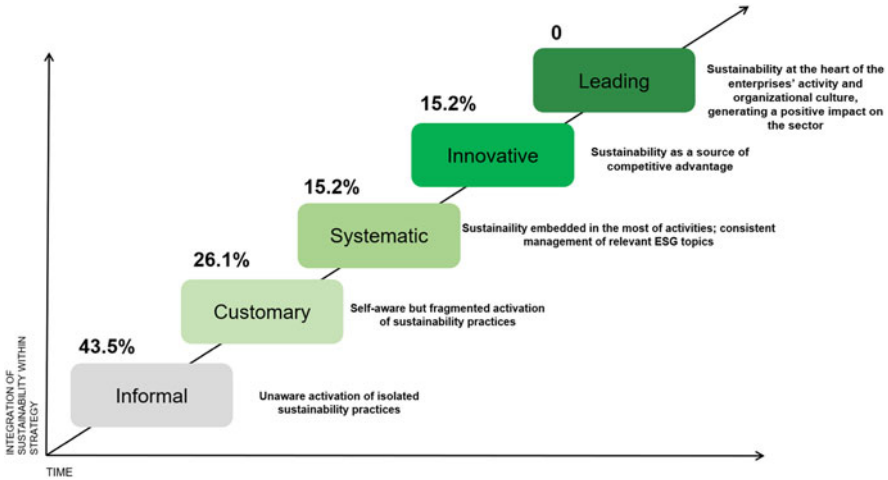 0
Leading
Sustainability at the heart of the
enterprises' activity and
organizational culture,
generating a positive impact on
the sector
15.2%
Innovative
Sustainability as a source of
competitive advantage
15.2%
Systematic
Sustainaility embedded in the most of activities; consistent
management of relevant ESG topics
26.1%
Customary
Self-aware but fragmented activation
of sustainability practices
43.5%
Informal
Unaware activation of isolated
sustainability practices
INTEGRATION OF
SUSTAINABILITY WITHIN
STRATEGY
TIME